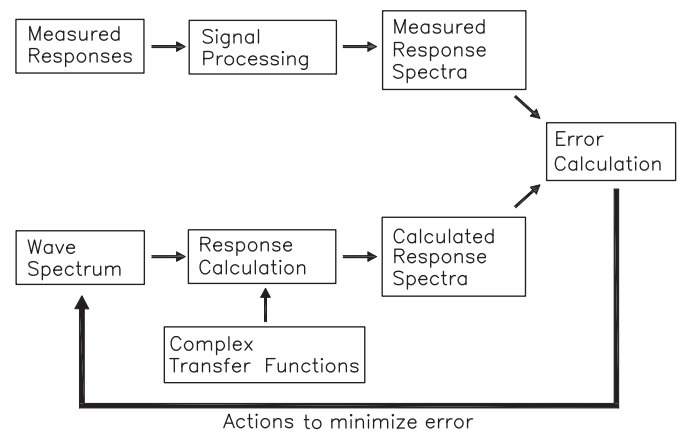 Measured
Responses
Signal
Processing
Measured
Response
Spectra
Error
Calculation
Wave
Spectrum
Response
Calculation
Calculated
Response
Spectra
Complex
Transfer Functions
Actions to minimize error